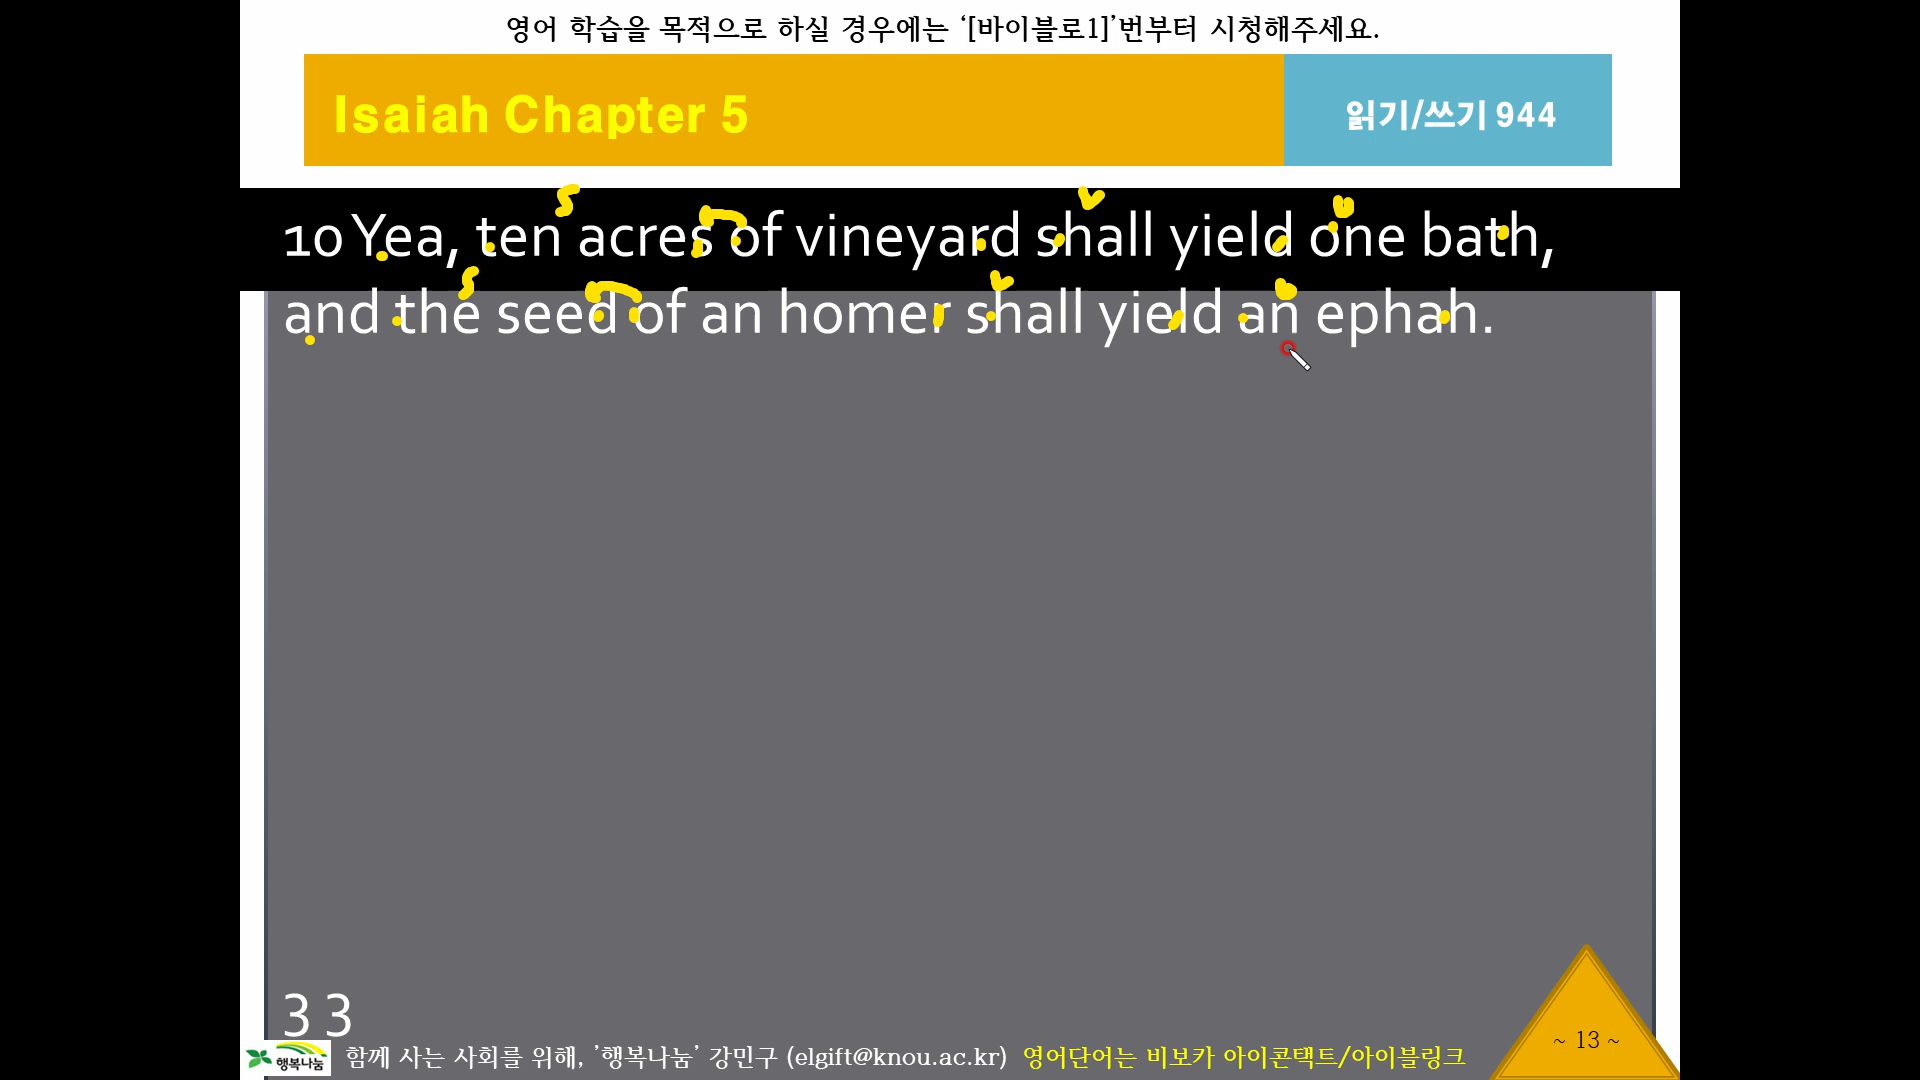 영어 학습을 목적으로 하실 경우에는 ‘[바이블로1]’번부터 시청해주세요.
Isaiah Chapter 5
읽기/쓰기 944
10 Yea, ten acres of vineyard shall yield one bath,
and the seed of an homer shall yield an ephah.
3 3
~ 13 ~
행복나눔
함께 사는 사회를 위해, ’행복나눔’ 강민구 (elgift@knou.ac.kr) 영어단어는 비보카 아이콘택트/아이블링크